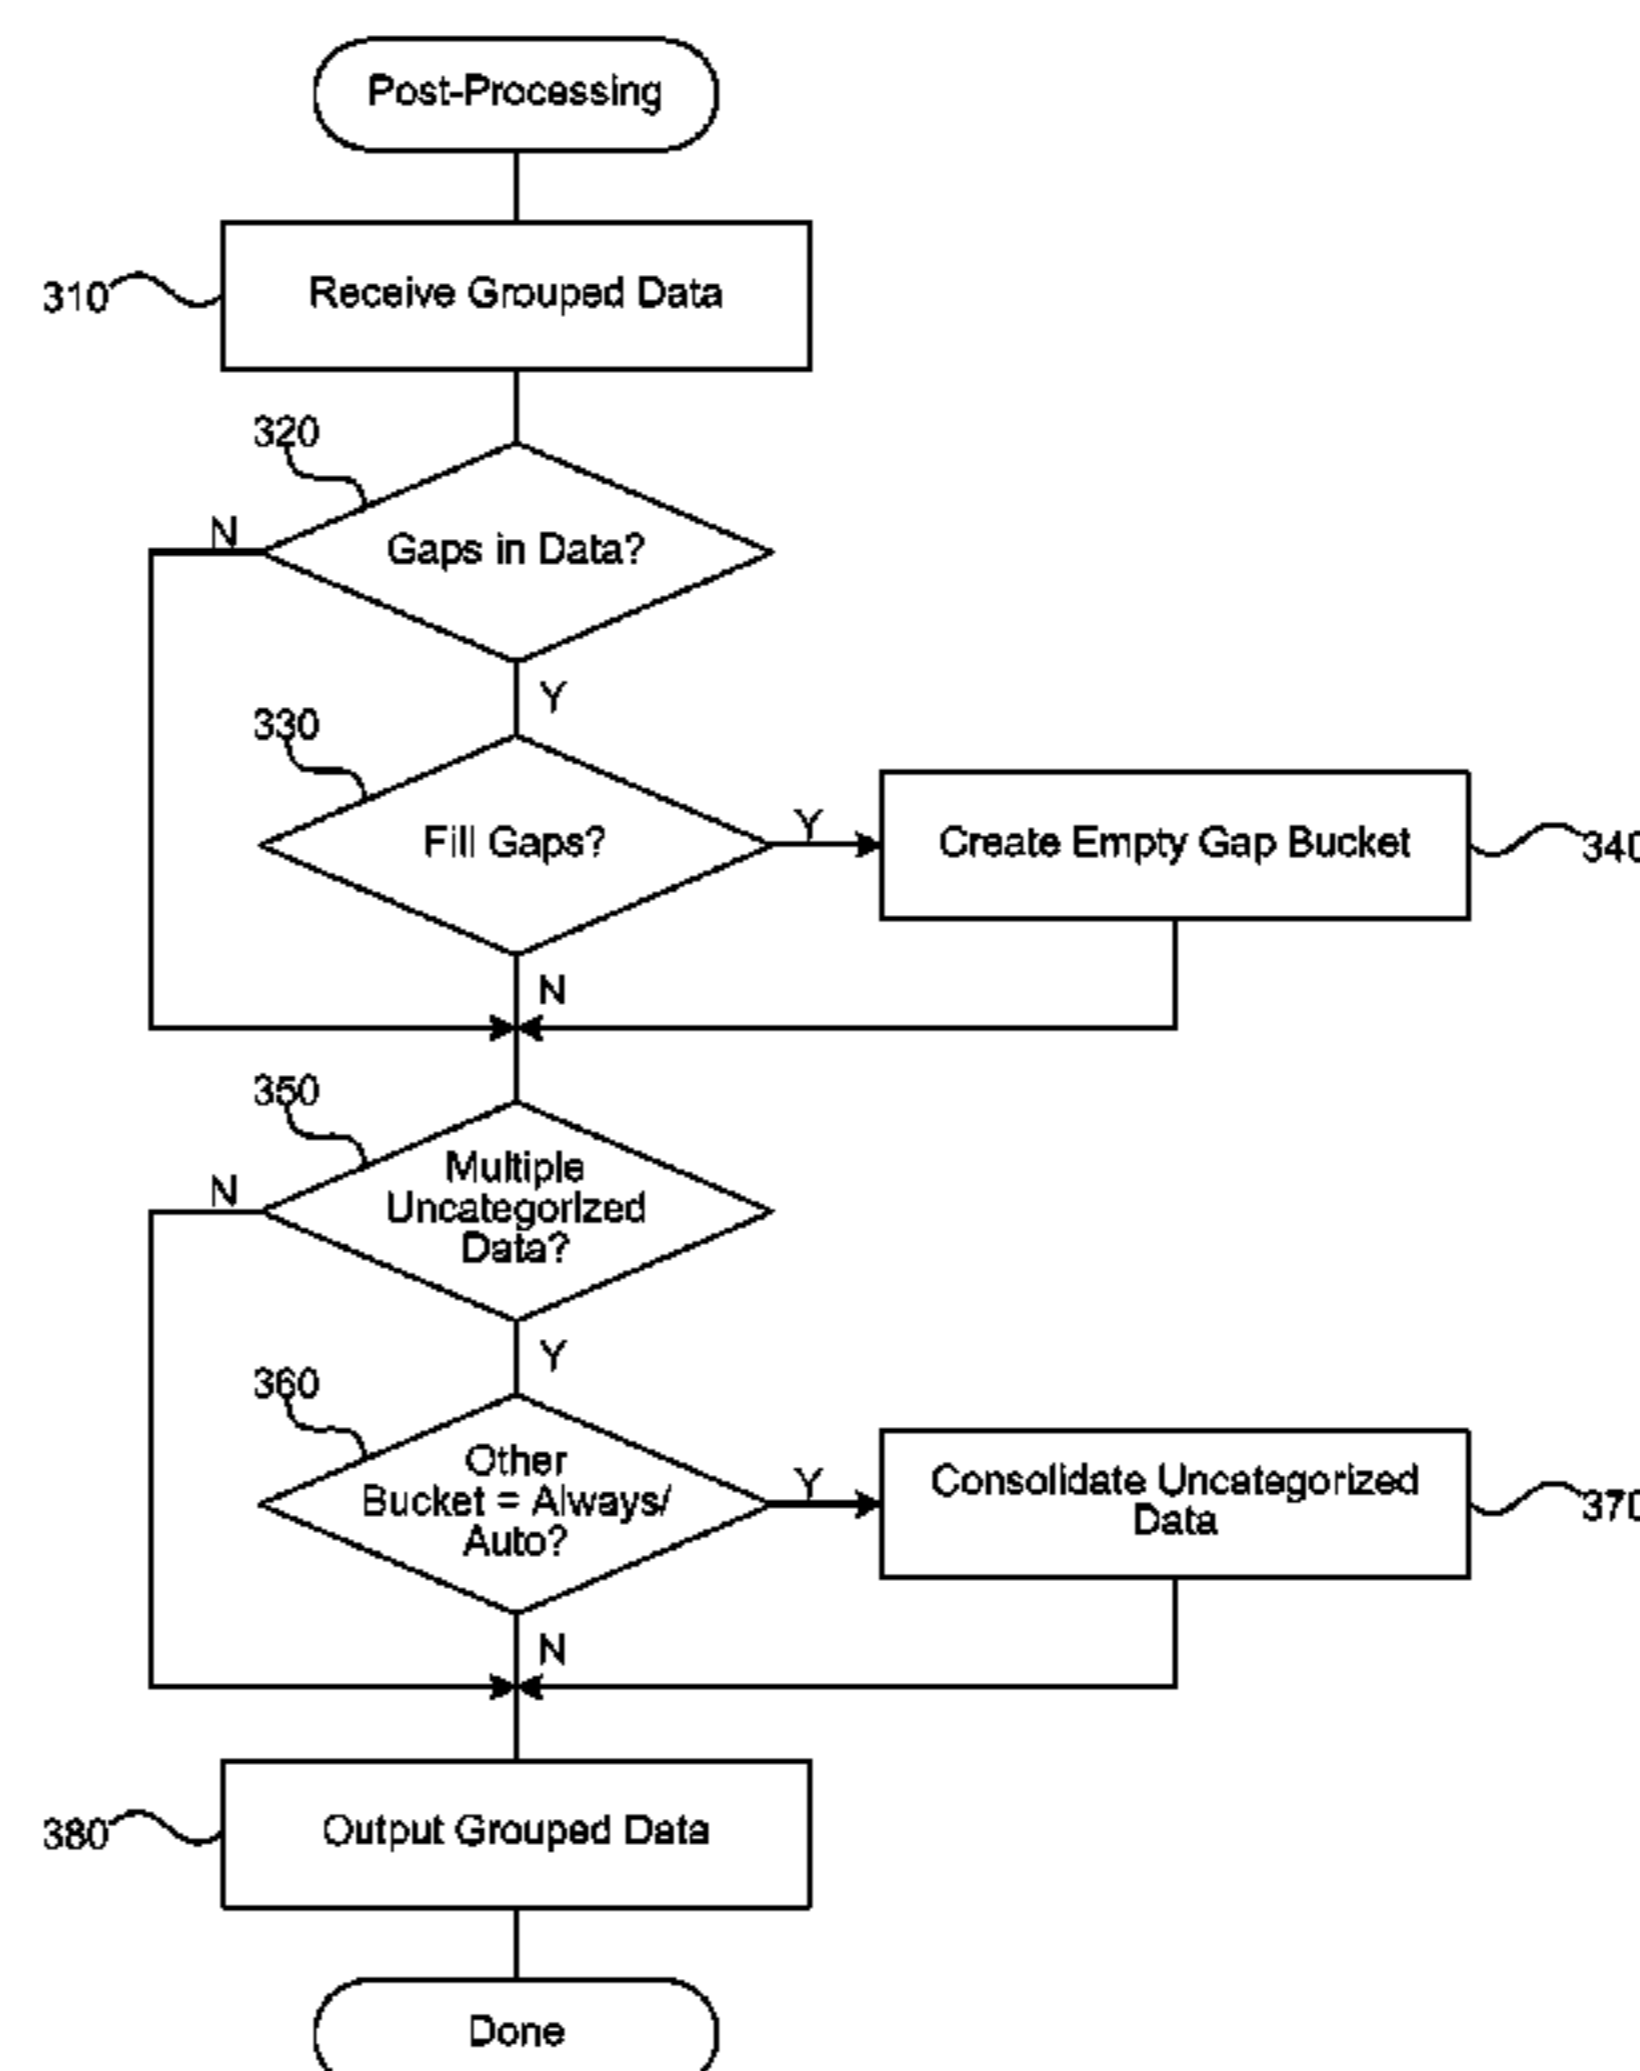 Post-Processing
310
Receive Grouped Data
320
N
Gaps in Data?
Y
330
Fill Gaps?
Y
Create Empty Gap Bucket
340
N
350
N
Multiple
Uncategorized
Data?
Y
360
Other
Bucket = Always/
Auto?
Y
Consolidate Uncategorized
Data
370
N
380
Output Grouped Data
Done